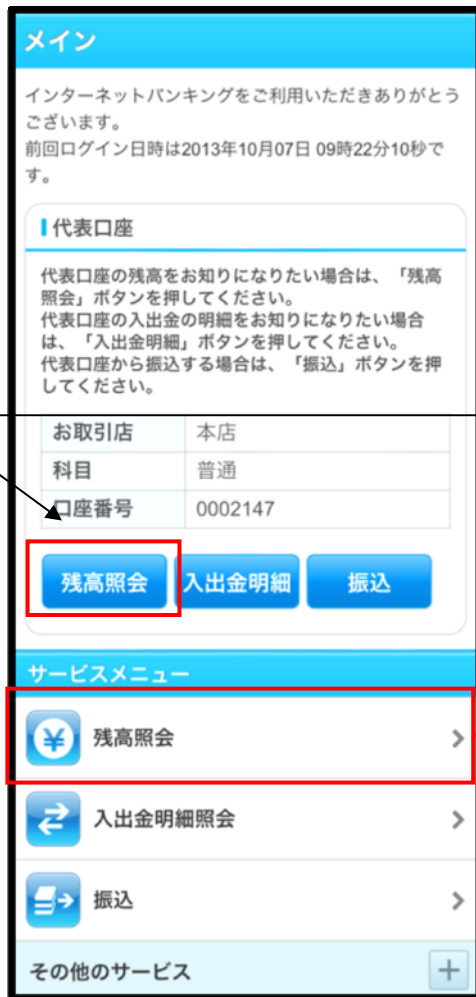 メイン
インターネットバンキングをご利用いただきありがとう
ございます。
前回ログイン日時は2013年10月07日 09時22分10秒で
す。
代表口座
代表口座の残高をお知りになりたい場合は、「残高
照会」ボタンを押してください。
代表口座の入出金の明細をお知りになりたい場合
は、「入出金明細」ボタンを押してください。
代表口座から振込する場合は、「振込」ボタンを押
してください。
お取引店 本店
科目 普通
口座番号 0002147
残高照会 入出金明細 振込
サービスメニュー
残高照会
入出金明細照会
振込
その他のサービス